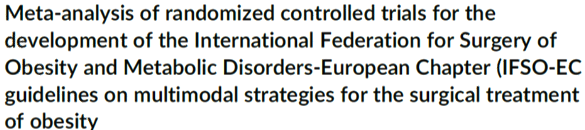 Meta-analysis of randomized controlled trials for the
development of the International Federation for Surgery of
Obesity and Metabolic Disorders-European Chapter (IFSO-EC
guidelines on multimodal strategies for the surgical treatment
of obesity